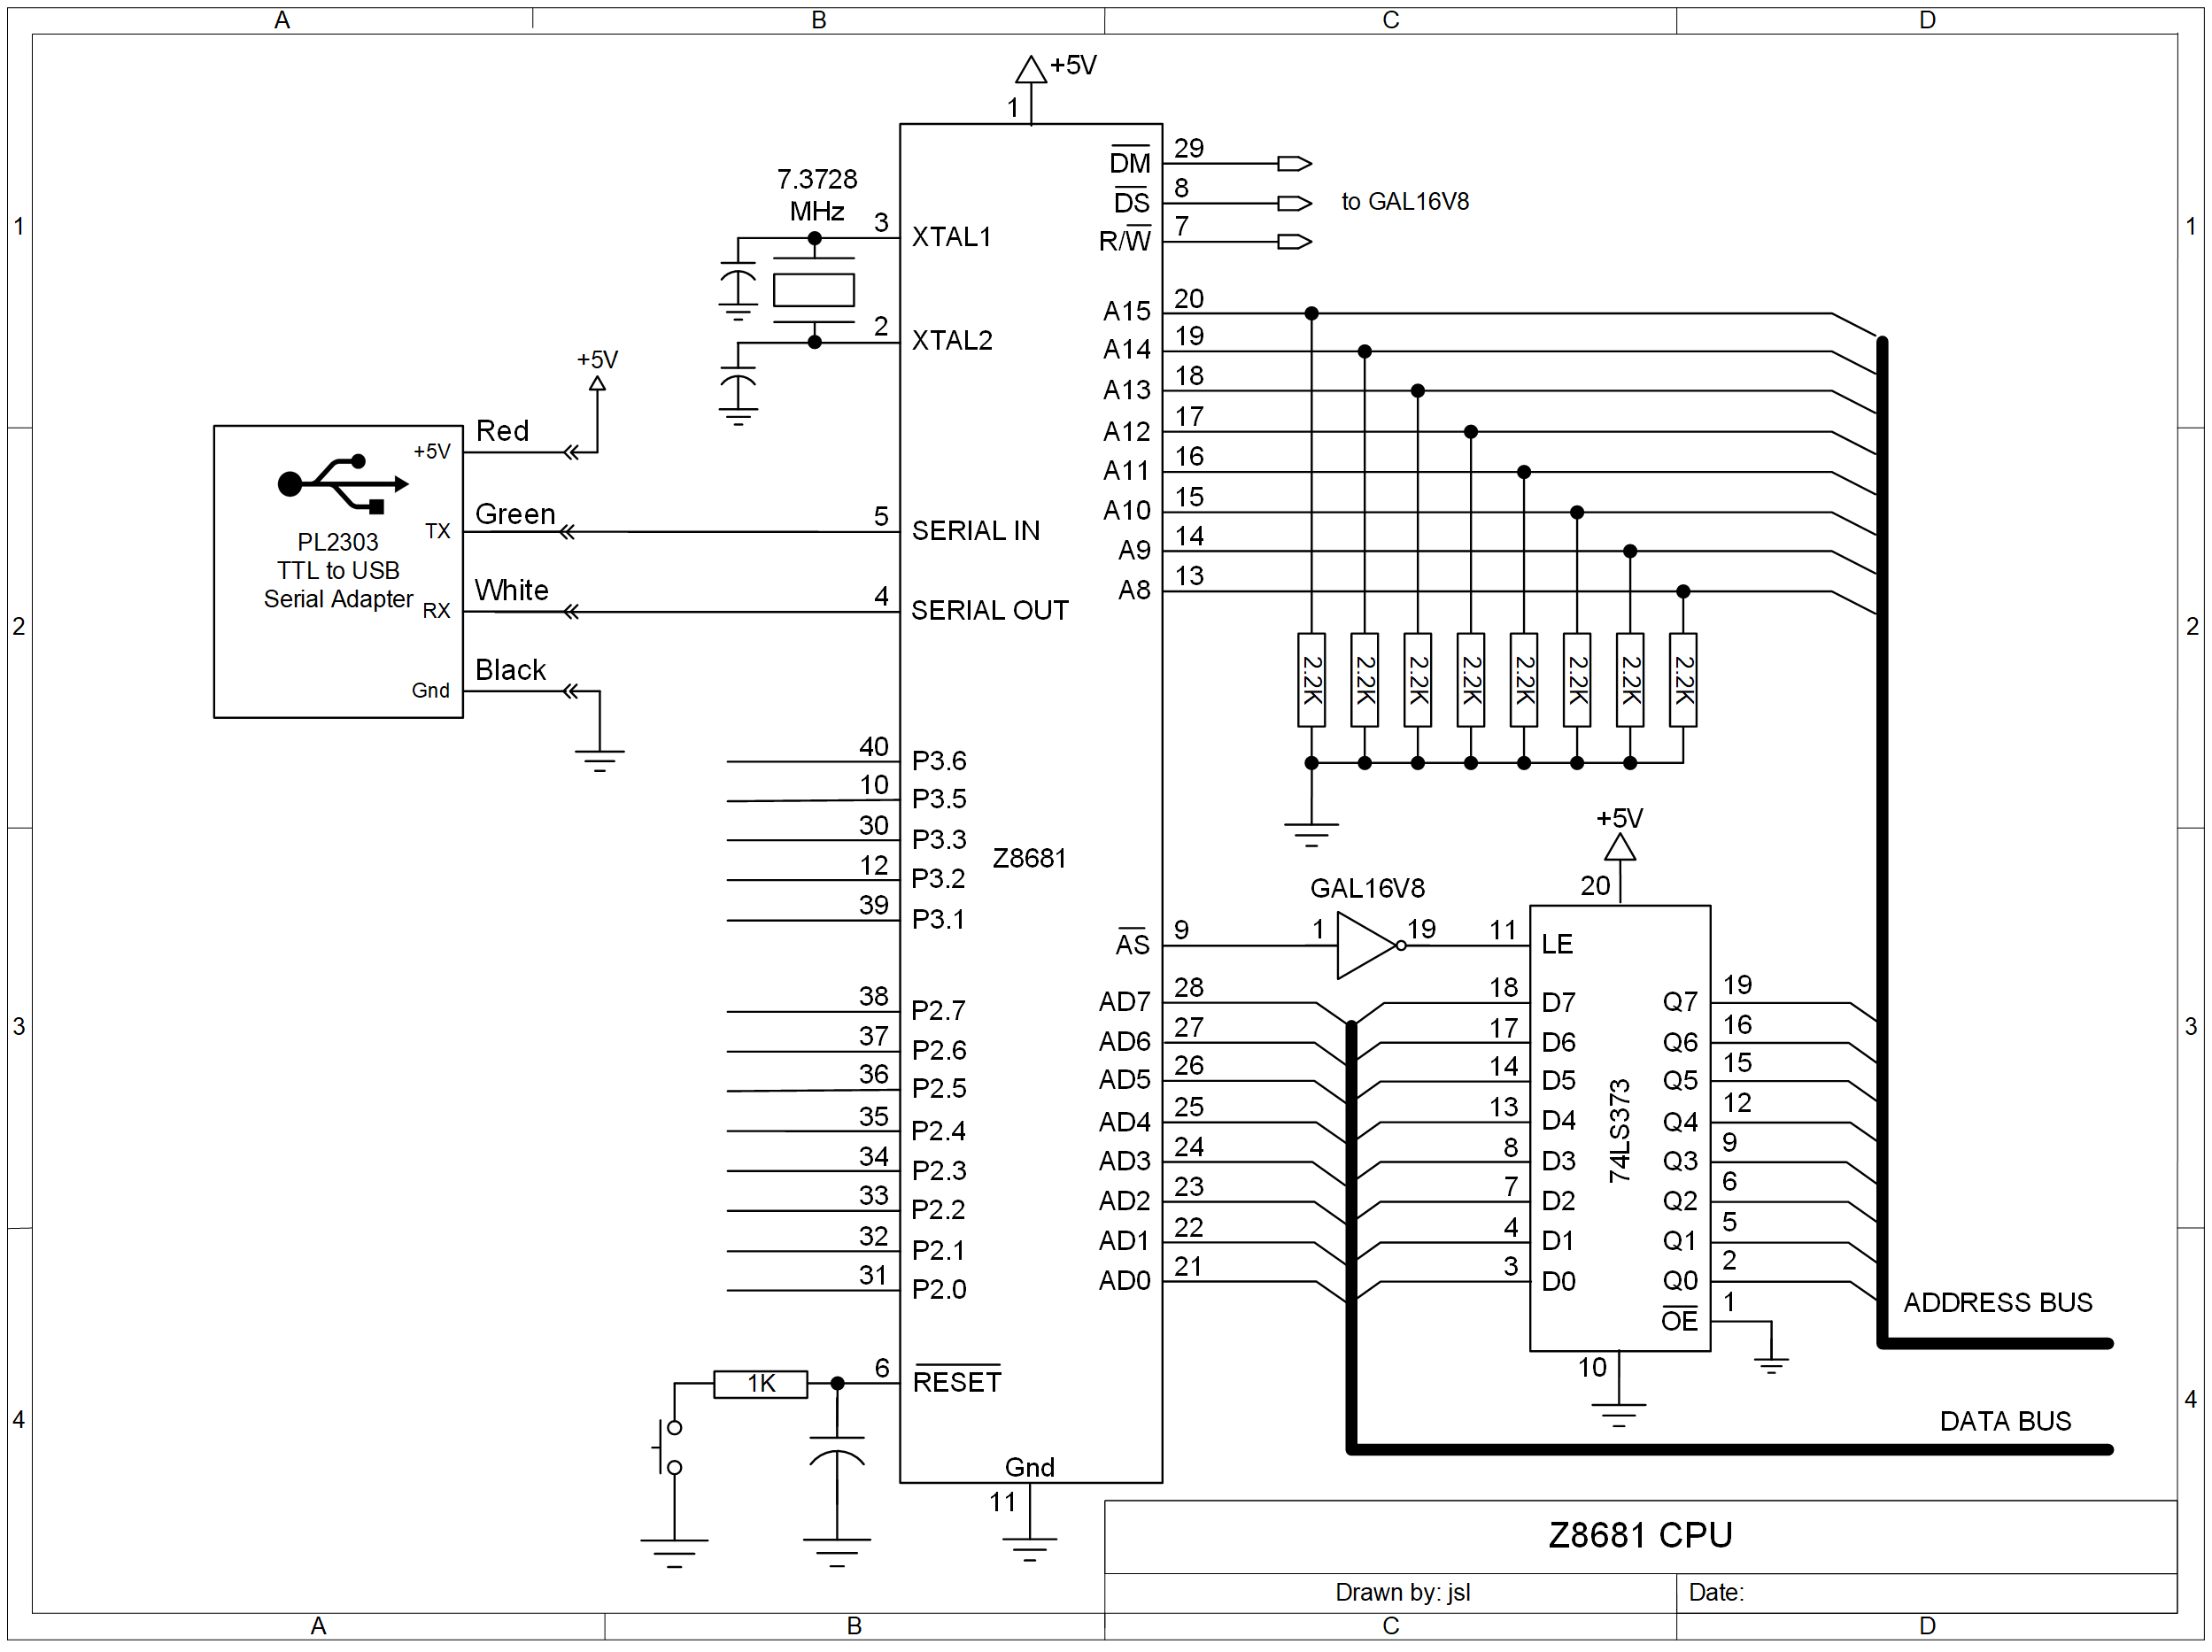 A B C D
+5V
1
29
DM
7.3728
MHz
8
DS
to GAL16V8
7
R/W
1 1
3
XTAL1
20
A15
2
XTAL2
19
A14
+5V
18
A13
17
A12
Red
+5V
16
A11
15
A10
Green
TX
5
SERIAL IN
14
A9
PL2303
TTL to USB
Serial Adapter
13
A8
White
RX
4
SERIAL OUT
2 2
Black
Gnd
2.2K 2.2K 2.2K 2.2K 2.2K 2.2K 2.2K 2.2K
40
P3.6
10
P3.5
30
P3.3
12
P3.2
39
P3.1
Z8681
+5V
20
GAL16V8
9
AS
1 19 11
LE
38
P2.7
37
P2.6
36
P2.5
35
P2.4
34
P2.3
33
P2.2
32
P2.1
31
P2.0
28
AD7
27
AD6
26
AD5
25
AD4
24
AD3
23
AD2
22
AD1
21
AD0
18
D7
17
D6
14
D5
13
D4
8
D3
7
D2
4
D1
3
D0
74LS373
19
Q7
16
Q6
15
Q5
12
Q4
9
Q3
6
Q2
5
Q1
2
Q0
1
OE
10
3 3
ADDRESS BUS
6
RESET
1K
4 4
DATA BUS
Gnd
11
Z8681 CPU
Drawn by: jsl
Date:
A B C D